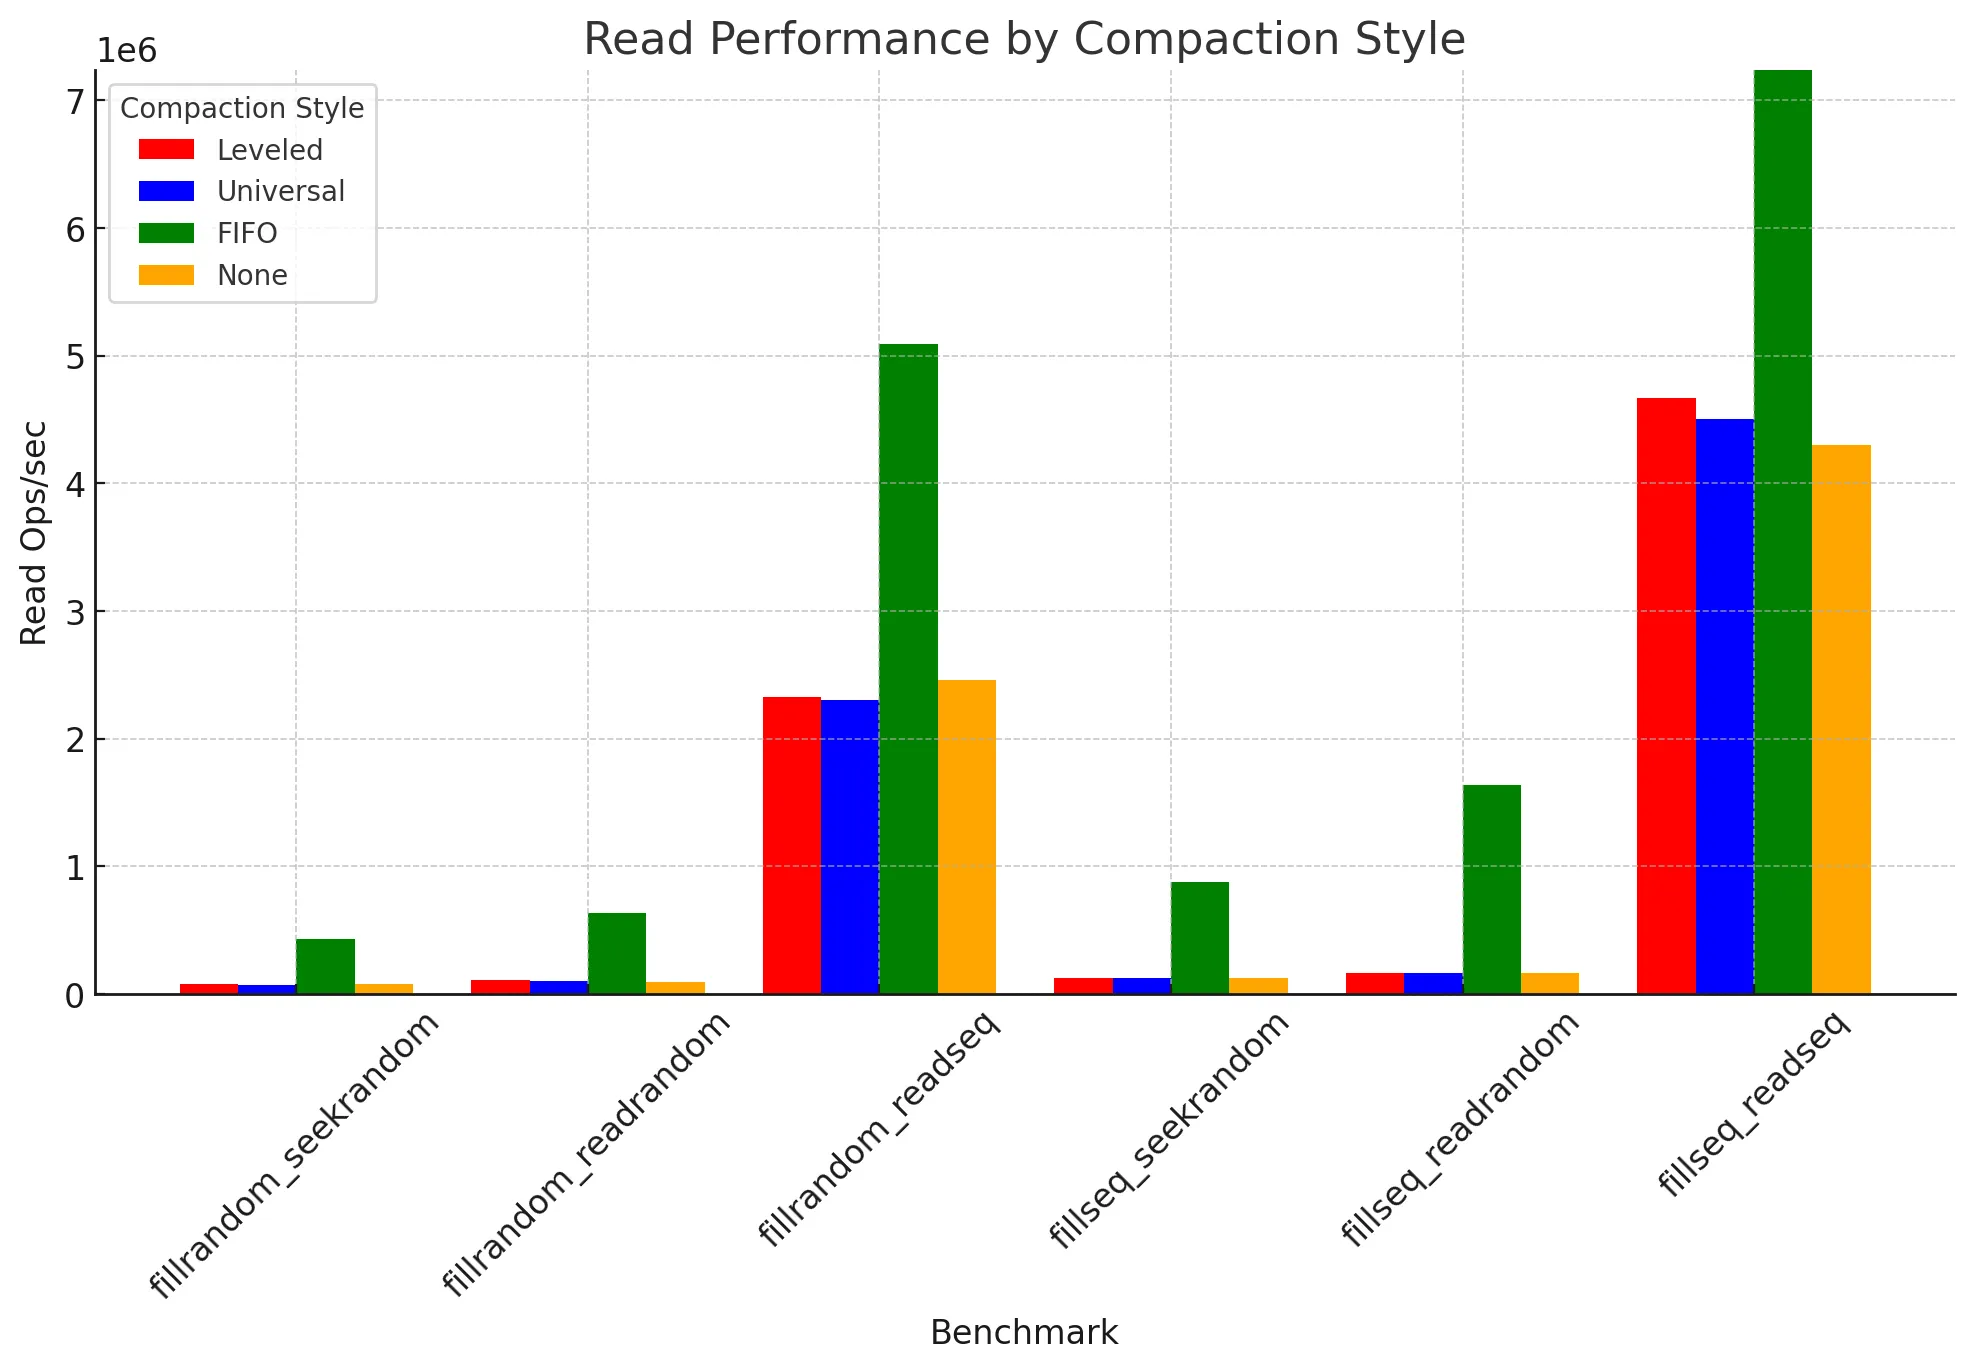 Read Performance by Compaction Style
1e6
Compaction Style
Leveled
Universal
FIFO
None
7
6
5
4
3
2
1
0
Read Ops/sec
fillrandom_seekrandom
fillrandom_readrandom
fillrandom_readseq
fillseq_seekrandom
fillseq_readrandom
fillseq_readseq
Benchmark